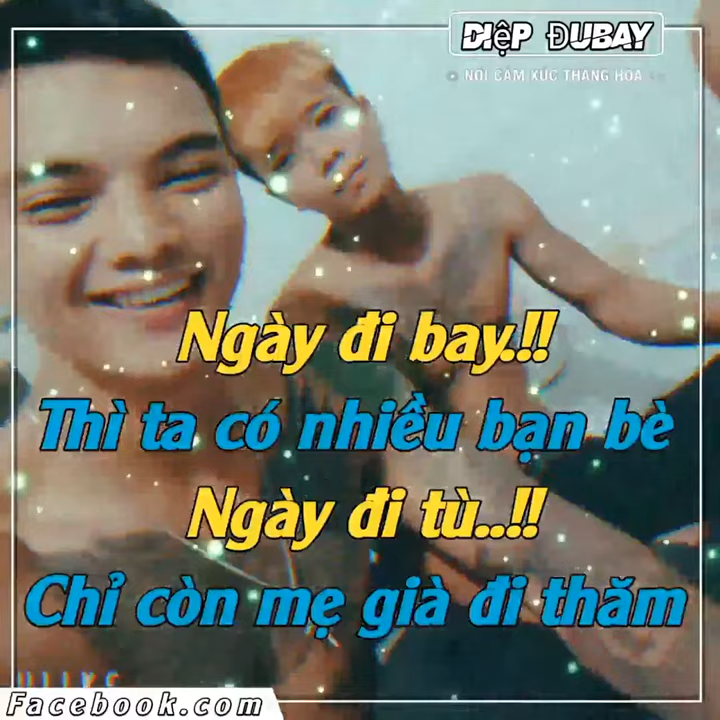 DIỆP ĐUBAY
NƠI CẢM XÚC THĂNG HOA
Ngày đi bay.!!
Thì ta có nhiều bạn bè
Ngày đi tù..!!
Chỉ còn mẹ già đi thăm
Facebook.com